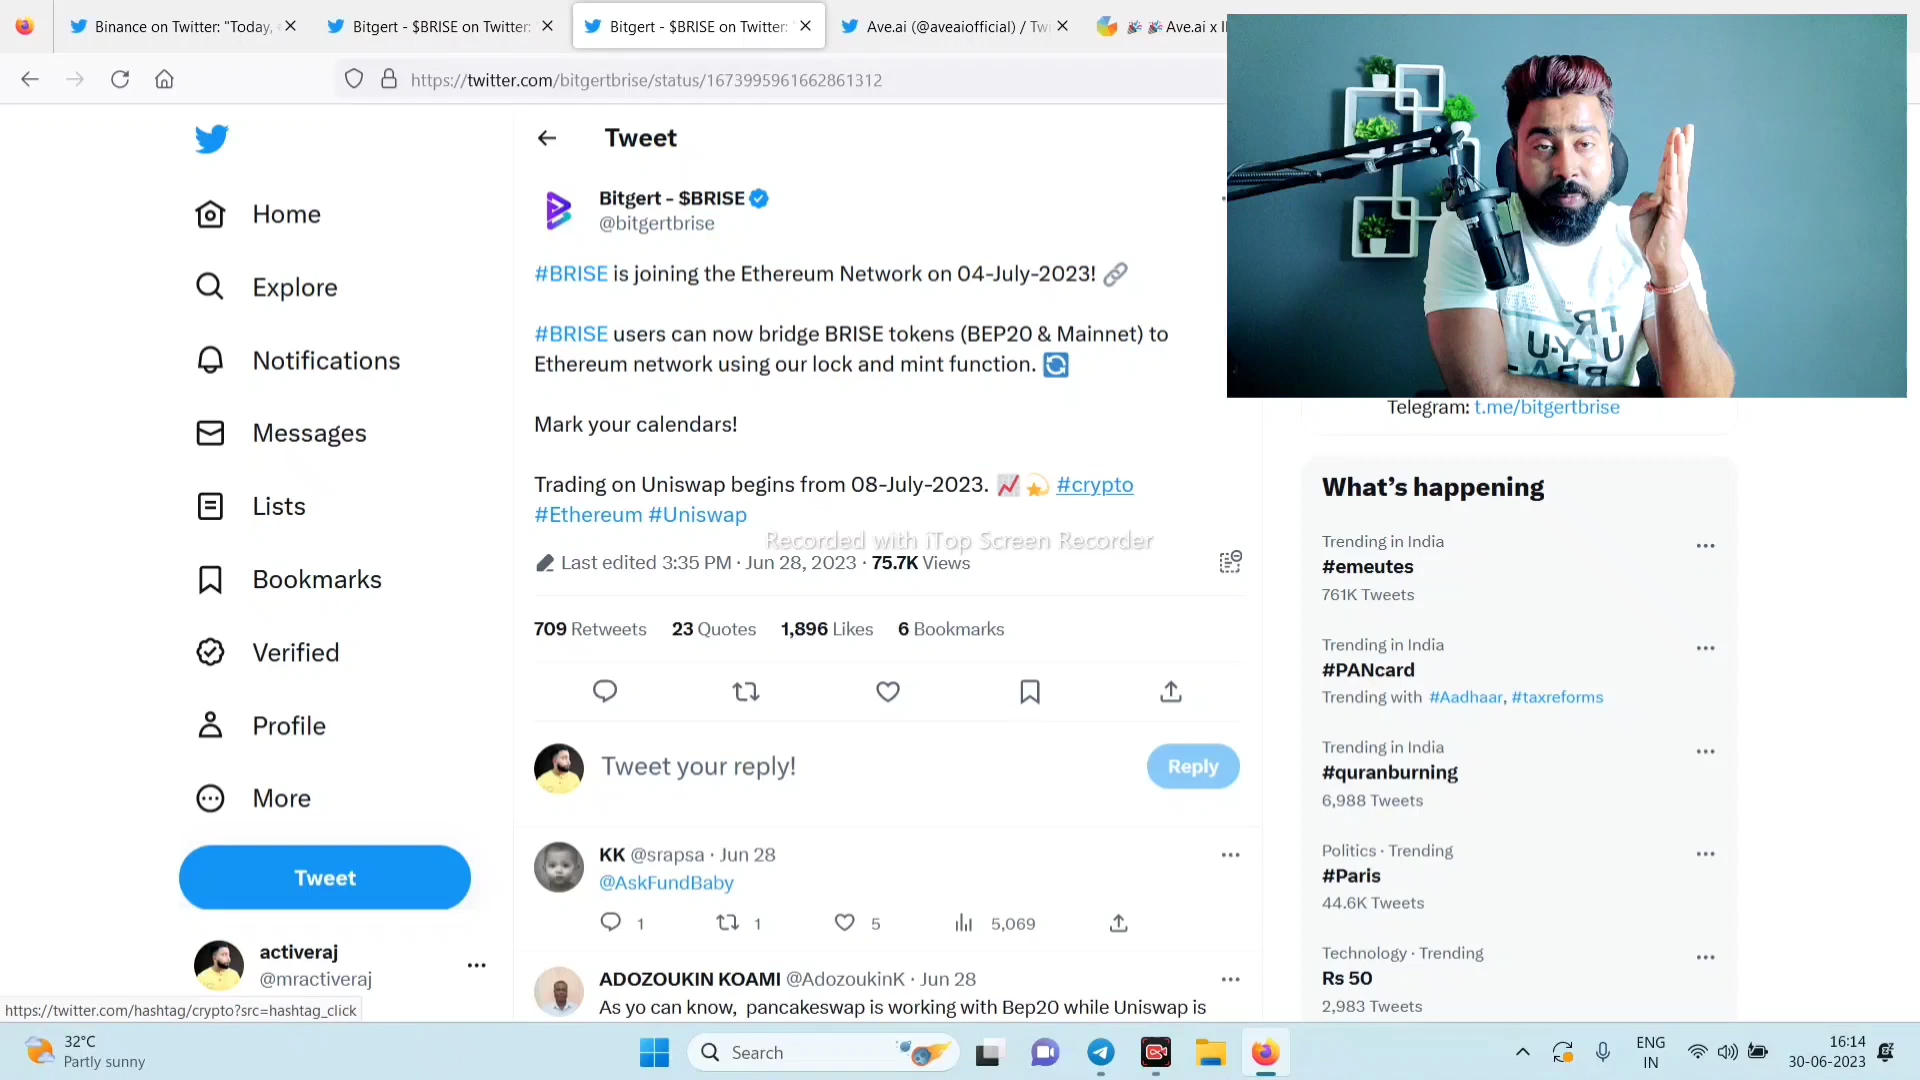 Binance on Twitter: "Today,
Bitgert - $BRISE on Twitter:
Bitgert - $BRISE on Twitter:
Ave.ai (@aveaiofficial) / Tw
Ave.ai x
https://twitter.com/bitgertbrise/status/1673995961662861312
Tweet
Home
Explore
Notifications
Messages
Lists
Bookmarks
Verified
Profile
More
Tweet
activeraj
@mractiveraj
https://twitter.com/hashtag/crypto?src=hashtag_click
Bitgert - $BRISE
@bitgertbrise
#BRISE is joining the Ethereum Network on 04-July-2023! 🔗
#BRISE users can now bridge BRISE tokens (BEP20 & Mainnet) to
Ethereum network using our lock and mint function. 🔄
Mark your calendars!
Trading on Uniswap begins from 08-July-2023. 📈 💫 #crypto
#Ethereum #Uniswap
Recorded with iTop Screen Recorder
Last edited 3:35 PM · Jun 28, 2023 · 75.7K Views
709 Retweets 23 Quotes 1,896 Likes 6 Bookmarks
Tweet your reply!
Reply
KK @srapsa · Jun 28
@AskFundBaby
1 1 5 5,069
ADOZOUKIN KOAMI @AdozoukinK · Jun 28
As yo can know, pancakeswap is working with Bep20 while Uniswap is
Telegram: t.me/bitgertbrise
What's happening
Trending in India
#emeutes
761K Tweets
Trending in India
#PANcard
Trending with #Aadhaar, #taxreforms
Trending in India
#quranburning
6,988 Tweets
Politics · Trending
#Paris
44.6K Tweets
Technology · Trending
Rs 50
2,983 Tweets
32°C
Partly sunny
Search
ENG
IN
16:14
30-06-2023